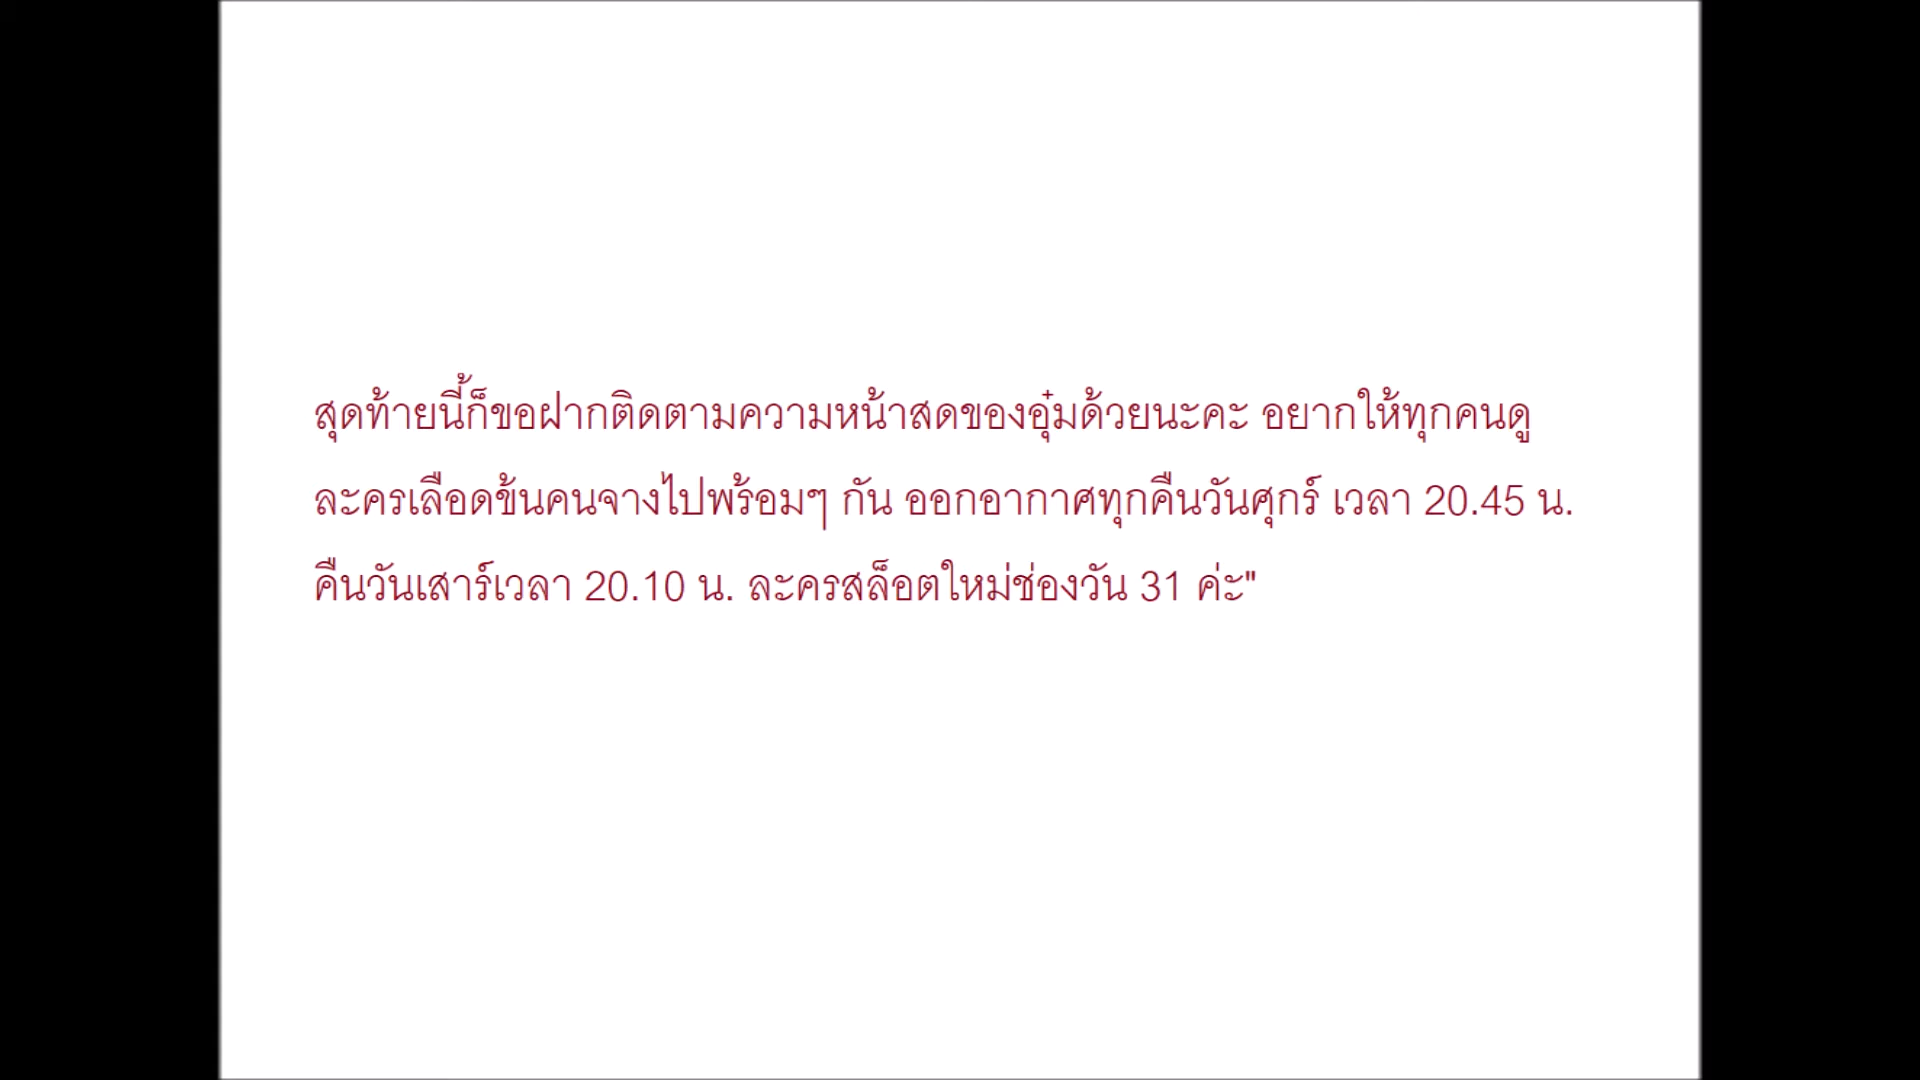 สุดท้ายนี้ก็ขอฝากติดตามความหน้าสดของอุ๋มด้วยนะคะ อยากให้ทุกคนดู
ละครเลือดข้นคนจางไปพร้อมๆ กัน ออกอากาศทุกคืนวันศุกร์ เวลา 20.45 น.
คืนวันเสาร์เวลา 20.10 น. ละครสล็อตใหม่ช่องวัน 31 ค่ะ"